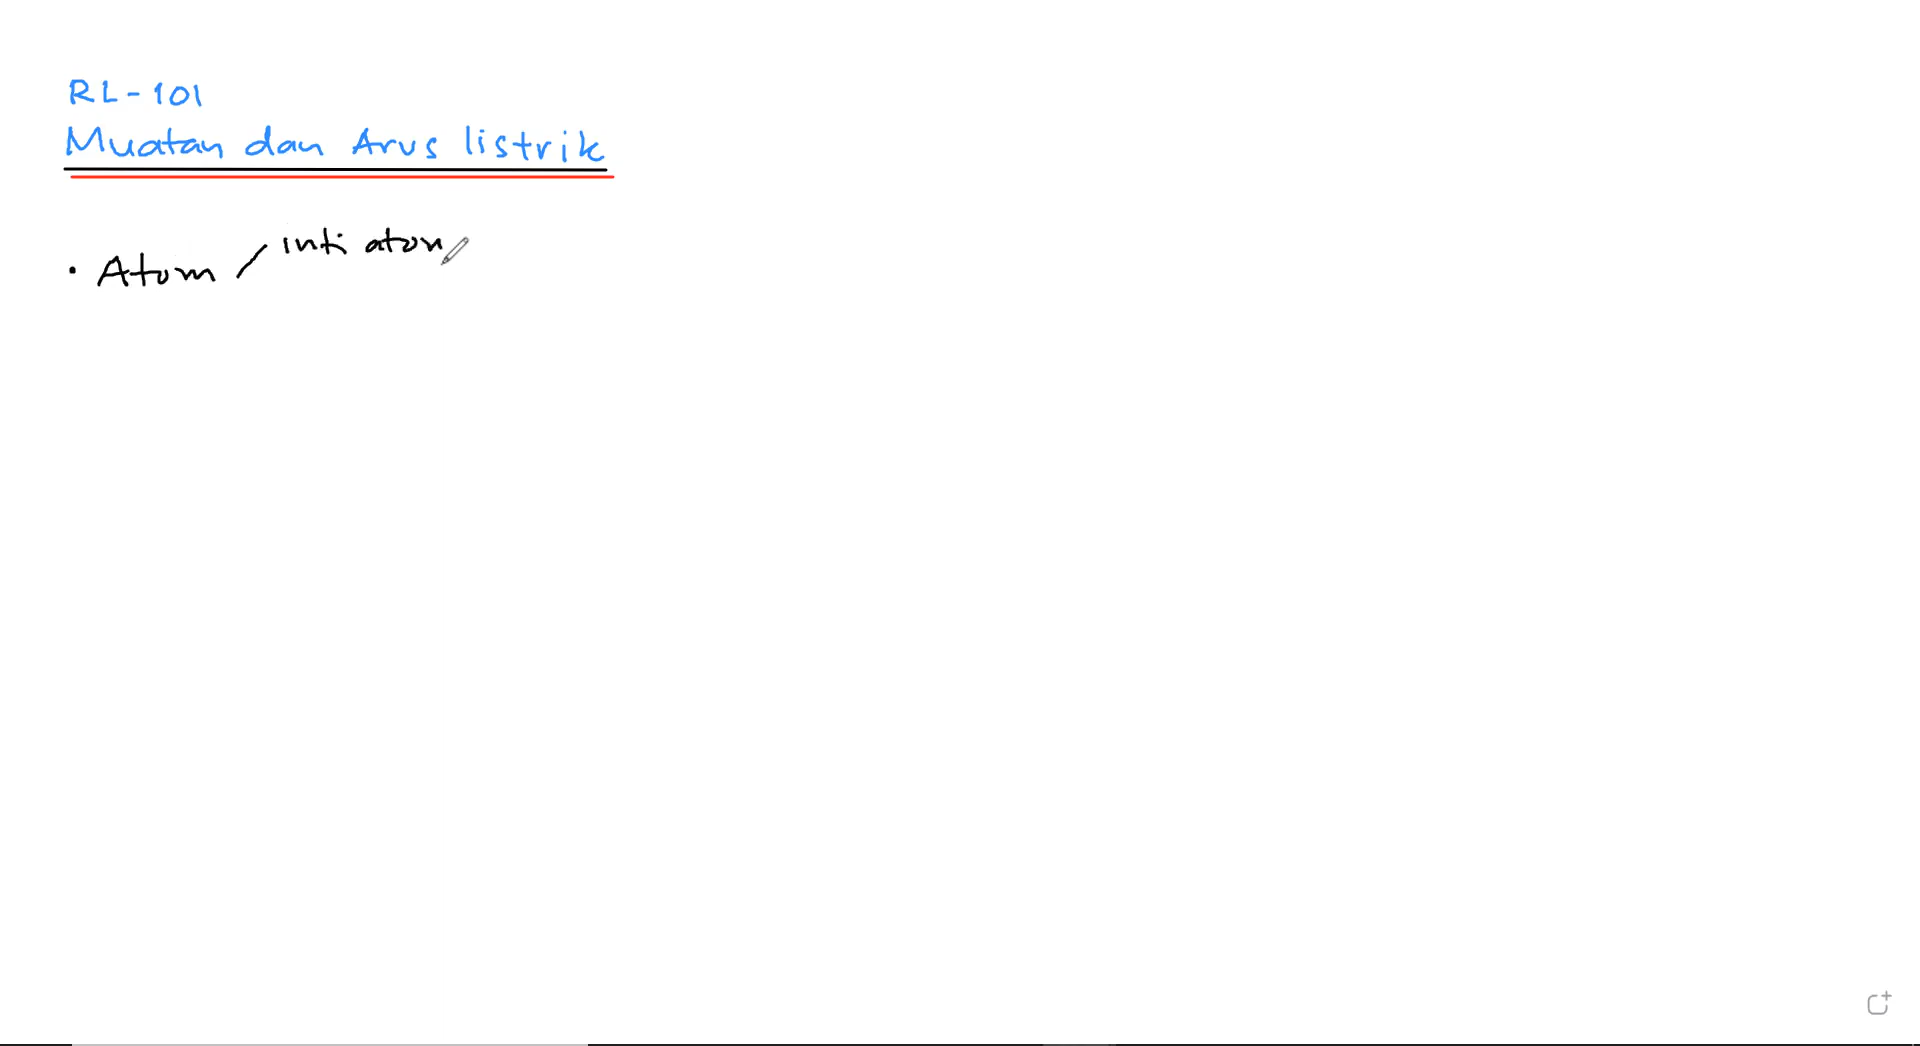 RL-101
Muatan dan Arus listrik
• Atom / inti atom